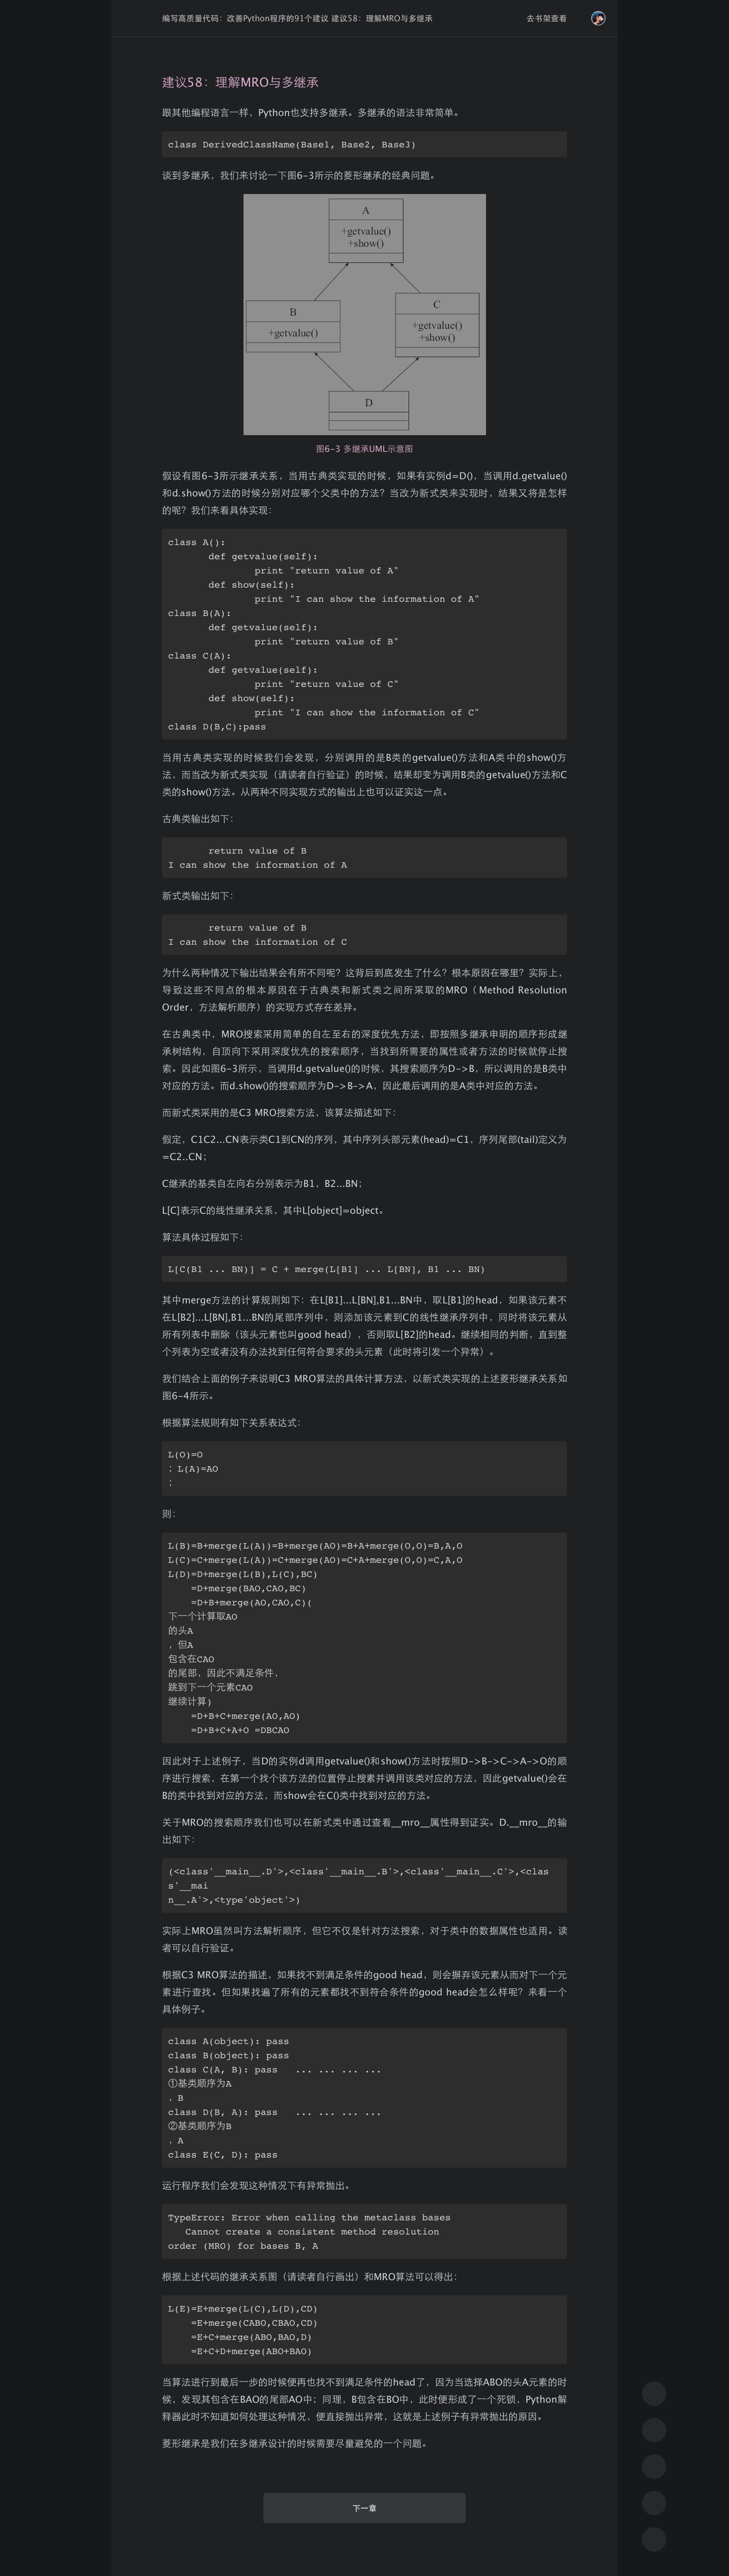 编写高质量代码：改善Python程序的91个建议 建议58：理解MRO与多继承
去书架查看
建议58：理解MRO与多继承
跟其他编程语言一样，Python也支持多继承。多继承的语法非常简单。
class DerivedClassName(Base1, Base2, Base3)
谈到多继承，我们来讨论一下图6-3所示的菱形继承的经典问题。
A
+getvalue()
+show()
B
+getvalue()
C
+getvalue()
+show()
D
图6-3 多继承UML示意图
假设有图6-3所示继承关系，当用古典类实现的时候，如果有实例d=D()，当调用d.getvalue()
和d.show()方法的时候分别对应哪个父类中的方法？当改为新式类来实现时，结果又将是怎样
的呢？我们来看具体实现：
class A():
       def getvalue(self):
               print "return value of A"
       def show(self):
               print "I can show the information of A"
class B(A):
       def getvalue(self):
               print "return value of B"
class C(A):
       def getvalue(self):
               print "return value of C"
       def show(self):
               print "I can show the information of C"
class D(B,C):pass
当用古典类实现的时候我们会发现，分别调用的是B类的getvalue()方法和A类中的show()方
法，而当改为新式类实现（请读者自行验证）的时候，结果却变为调用B类的getvalue()方法和C
类的show()方法。从两种不同实现方式的输出上也可以证实这一点。
古典类输出如下：
       return value of B
I can show the information of A
新式类输出如下：
       return value of B
I can show the information of C
为什么两种情况下输出结果会有所不同呢？这背后到底发生了什么？根本原因在哪里？实际上，
导致这些不同点的根本原因在于古典类和新式类之间所采取的MRO（Method Resolution
Order，方法解析顺序）的实现方式存在差异。
在古典类中，MRO搜索采用简单的自左至右的深度优先方法，即按照多继承申明的顺序形成继
承树结构，自顶向下采用深度优先的搜索顺序，当找到所需要的属性或者方法的时候就停止搜
索。因此如图6-3所示，当调用d.getvalue()的时候，其搜索顺序为D->B，所以调用的是B类中
对应的方法。而d.show()的搜索顺序为D->B->A，因此最后调用的是A类中对应的方法。
而新式类采用的是C3 MRO搜索方法，该算法描述如下：
假定，C1C2...CN表示类C1到CN的序列，其中序列头部元素(head)=C1，序列尾部(tail)定义为
=C2..CN；
C继承的基类自左向右分别表示为B1，B2...BN；
L[C]表示C的线性继承关系，其中L[object]=object。
算法具体过程如下：
L[C(B1 ... BN)] = C + merge(L[B1] ... L[BN], B1 ... BN)
其中merge方法的计算规则如下：在L[B1]...L[BN],B1...BN中，取L[B1]的head，如果该元素不
在L[B2]...L[BN],B1...BN的尾部序列中，则添加该元素到C的线性继承序列中，同时将该元素从
所有列表中删除（该头元素也叫good head），否则取L[B2]的head。继续相同的判断，直到整
个列表为空或者没有办法找到任何符合要求的头元素（此时将引发一个异常）。
我们结合上面的例子来说明C3 MRO算法的具体计算方法，以新式类实现的上述菱形继承关系如
图6-4所示。
根据算法规则有如下关系表达式：
L(O)=O
；L(A)=AO
；
则：
L(B)=B+merge(L(A))=B+merge(AO)=B+A+merge(O,O)=B,A,O
L(C)=C+merge(L(A))=C+merge(AO)=C+A+merge(O,O)=C,A,O
L(D)=D+merge(L(B),L(C),BC)
    =D+merge(BAO,CAO,BC)
    =D+B+merge(AO,CAO,C)(
下一个计算取AO
的头A
，但A
包含在CAO
的尾部，因此不满足条件，
跳到下一个元素CAO
继续计算)
    =D+B+C+merge(AO,AO)
    =D+B+C+A+O =DBCAO
因此对于上述例子，当D的实例d调用getvalue()和show()方法时按照D->B->C->A->O的顺
序进行搜索，在第一个找个该方法的位置停止搜素并调用该类对应的方法，因此getvalue()会在
B的类中找到对应的方法，而show会在C()类中找到对应的方法。
关于MRO的搜索顺序我们也可以在新式类中通过查看__mro__属性得到证实。D.__mro__的输
出如下：
(<class'__main__.D'>,<class'__main__.B'>,<class'__main__.C'>,<clas
s'__mai
n__.A'>,<type'object'>)
实际上MRO虽然叫方法解析顺序，但它不仅是针对方法搜索，对于类中的数据属性也适用。读
者可以自行验证。
根据C3 MRO算法的描述，如果找不到满足条件的good head，则会摒弃该元素从而对下一个元
素进行查找。但如果找遍了所有的元素都找不到符合条件的good head会怎么样呢？来看一个
具体例子。
class A(object): pass
class B(object): pass
class C(A, B): pass   ... ... ... ...
①基类顺序为A
，B
class D(B, A): pass   ... ... ... ...
②基类顺序为B
，A
class E(C, D): pass
运行程序我们会发现这种情况下有异常抛出。
TypeError: Error when calling the metaclass bases
   Cannot create a consistent method resolution
order (MRO) for bases B, A
根据上述代码的继承关系图（请读者自行画出）和MRO算法可以得出：
L(E)=E+merge(L(C),L(D),CD)
    =E+merge(CABO,CBAO,CD)
    =E+C+merge(ABO,BAO,D)
    =E+C+D+merge(ABO+BAO)
当算法进行到最后一步的时候便再也找不到满足条件的head了，因为当选择ABO的头A元素的时
候，发现其包含在BAO的尾部AO中；同理，B包含在BO中，此时便形成了一个死锁，Python解
释器此时不知道如何处理这种情况，便直接抛出异常，这就是上述例子有异常抛出的原因。
菱形继承是我们在多继承设计的时候需要尽量避免的一个问题。
下一章